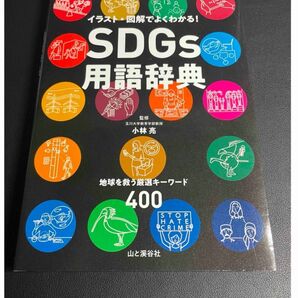 イラスト・図解でよくわかる!
SDGs
用語辞典
監修
玉川大学教育学部教授
小林亮
地球を救う厳選キーワード
400
STOP
HATE
CRIME
山と溪谷社